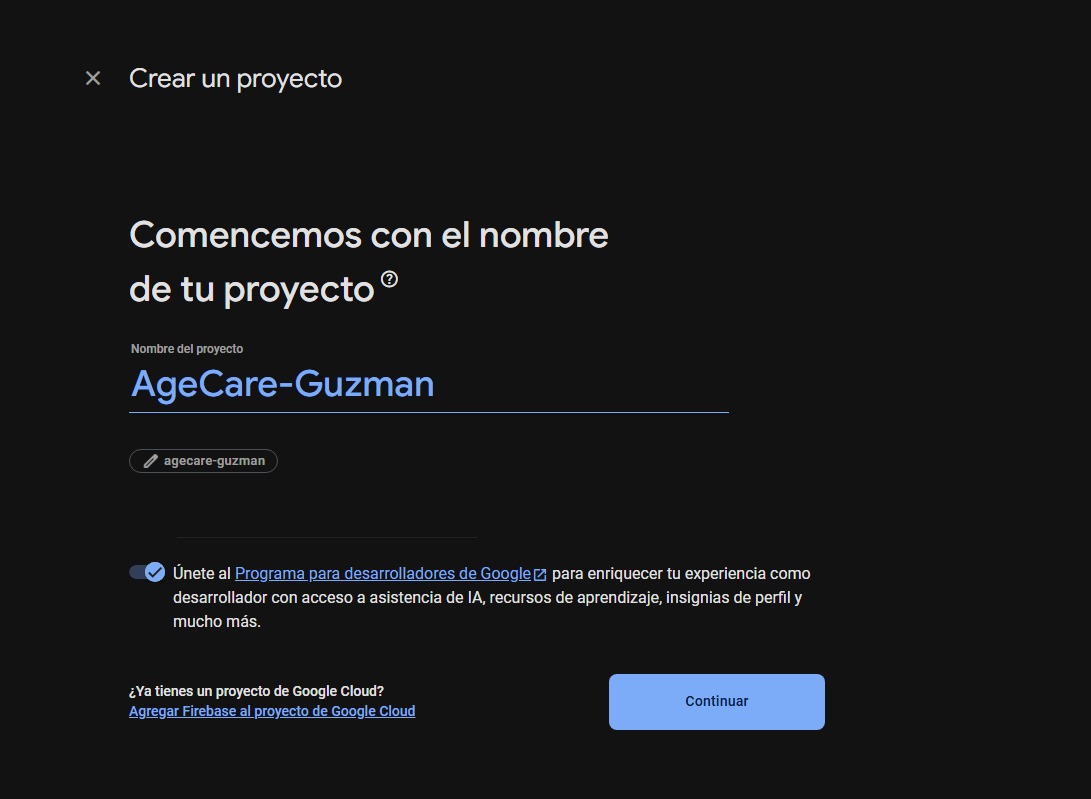 Crear un proyecto
Comencemos con el nombre
de tu proyecto
Nombre del proyecto
AgeCare-Guzman
agecare-guzman
Únete al Programa para desarrolladores de Google para enriquecer tu experiencia como
desarrollador con acceso a asistencia de IA, recursos de aprendizaje, insignias de perfil y
mucho más.
¿Ya tienes un proyecto de Google Cloud?
Agregar Firebase al proyecto de Google Cloud
Continuar